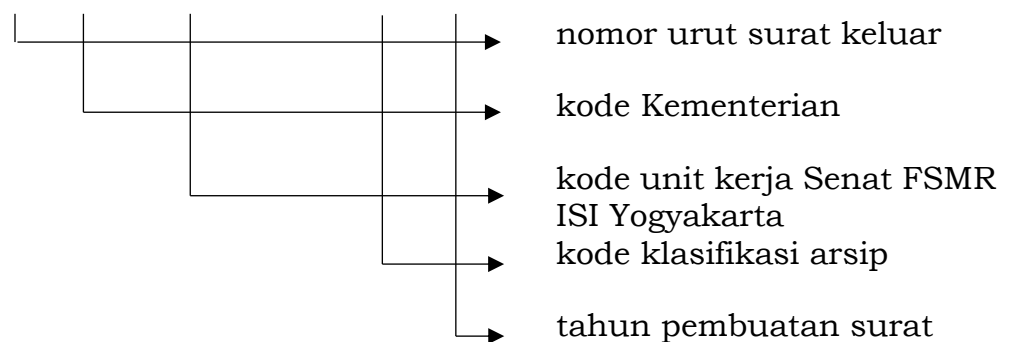 nomor urut surat keluar
kode Kementerian
kode unit kerja Senat FSMR
ISI Yogyakarta
kode klasifikasi arsip
tahun pembuatan surat